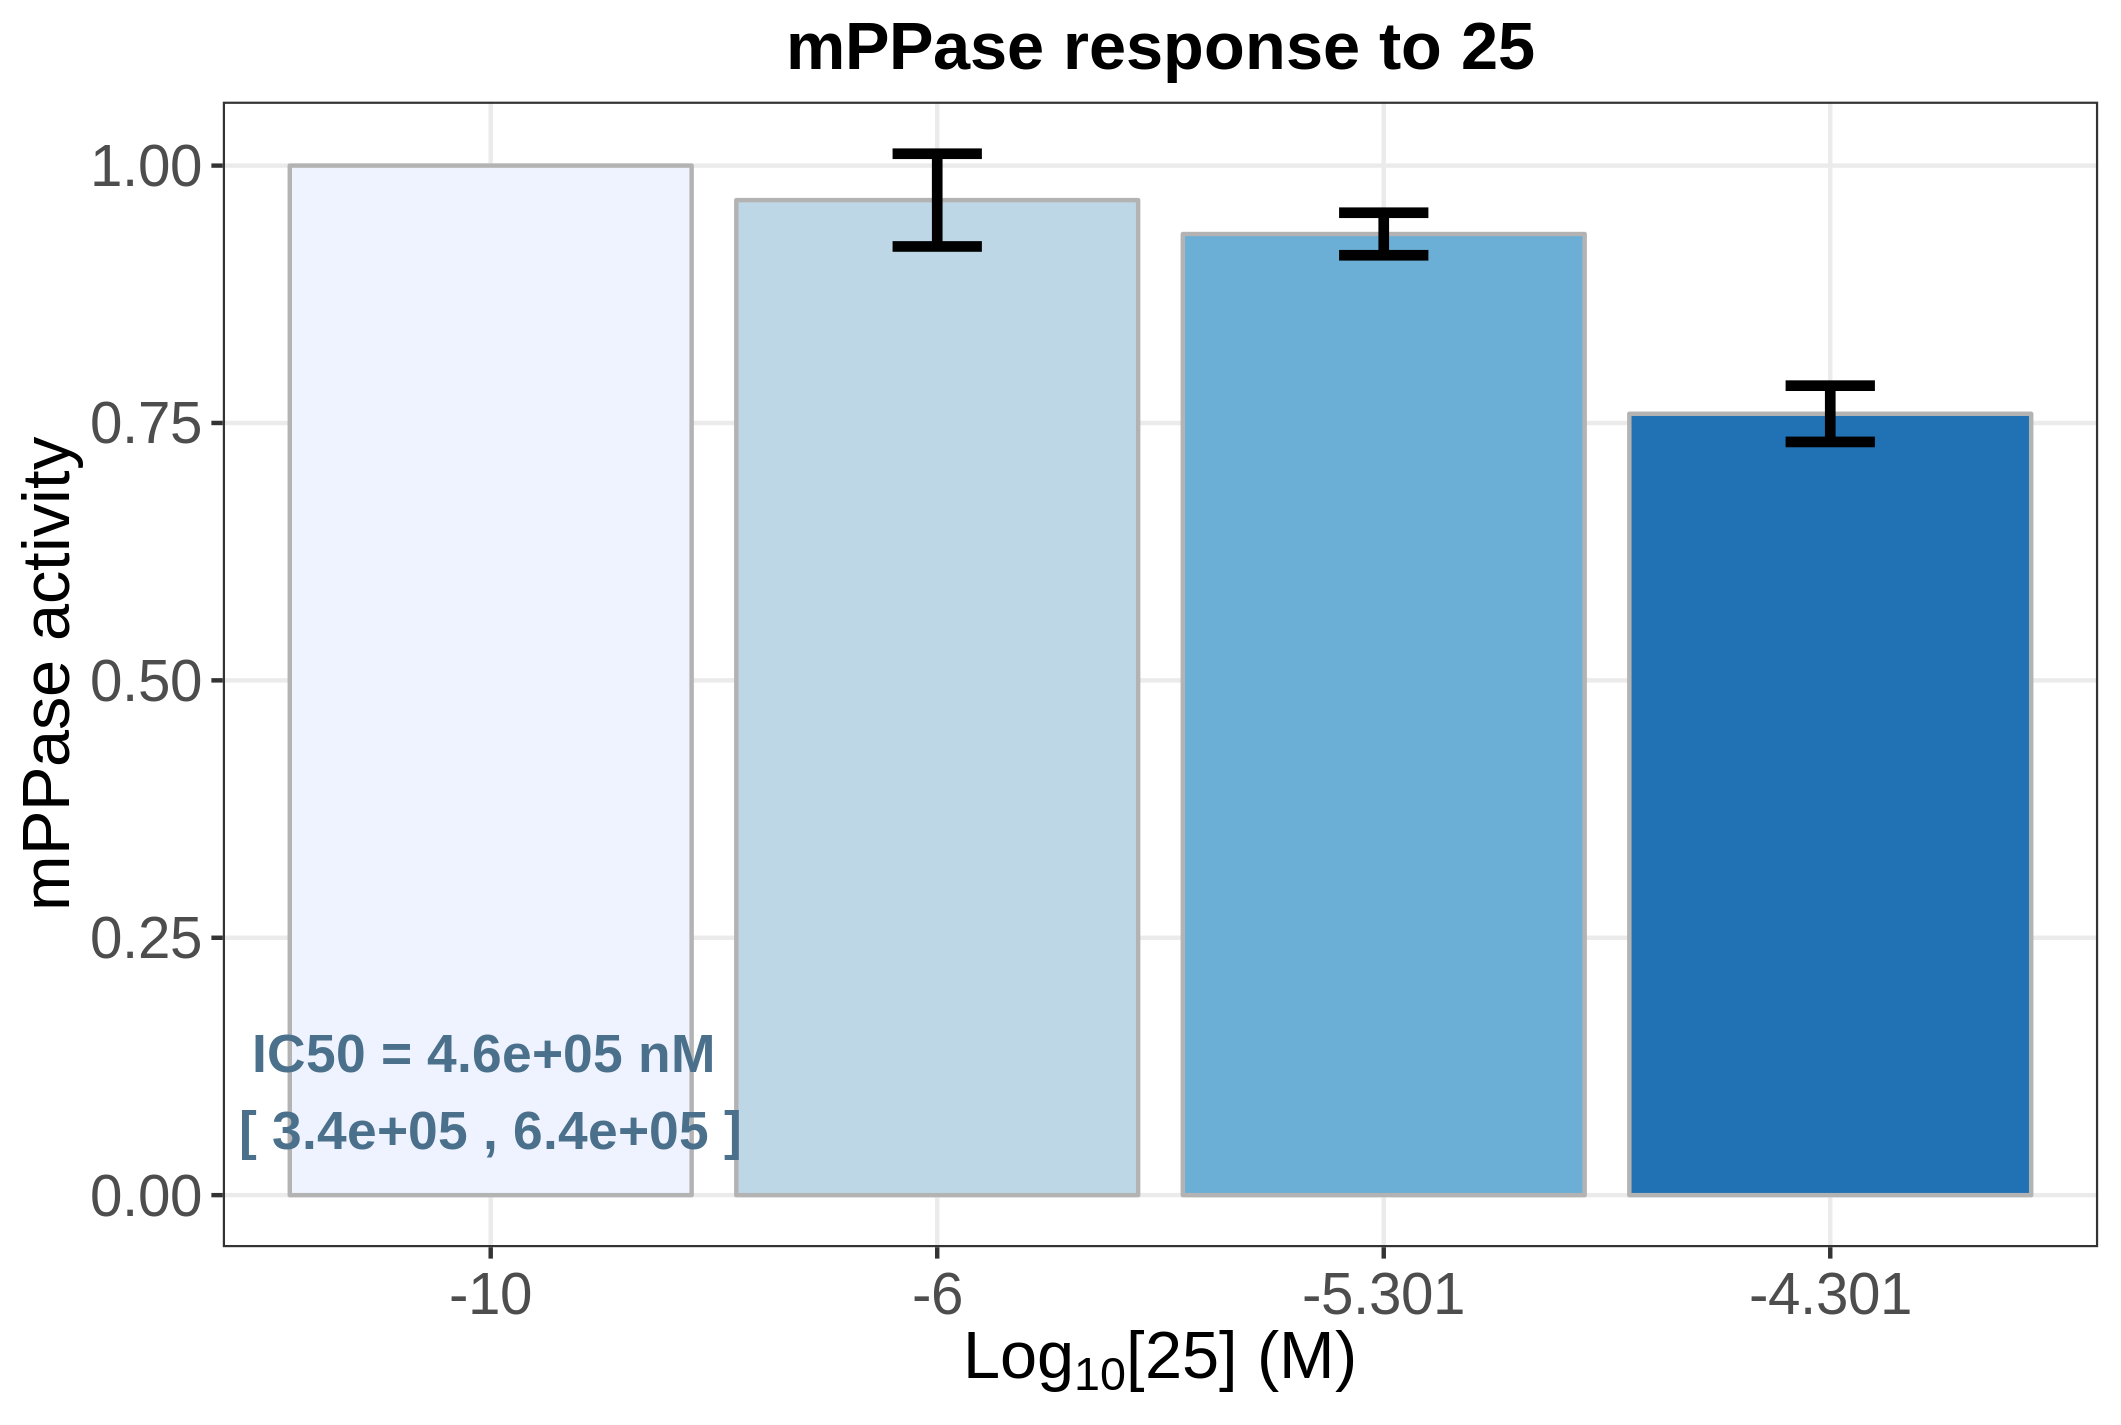 mPPase response to 25
mPPase activity
1.00
0.75
0.50
0.25
0.00
IC50 = 4.6e+05 nM
[ 3.4e+05 , 6.4e+05 ]
-10 -6 -5.301 -4.301
Log₁₀[25] (M)